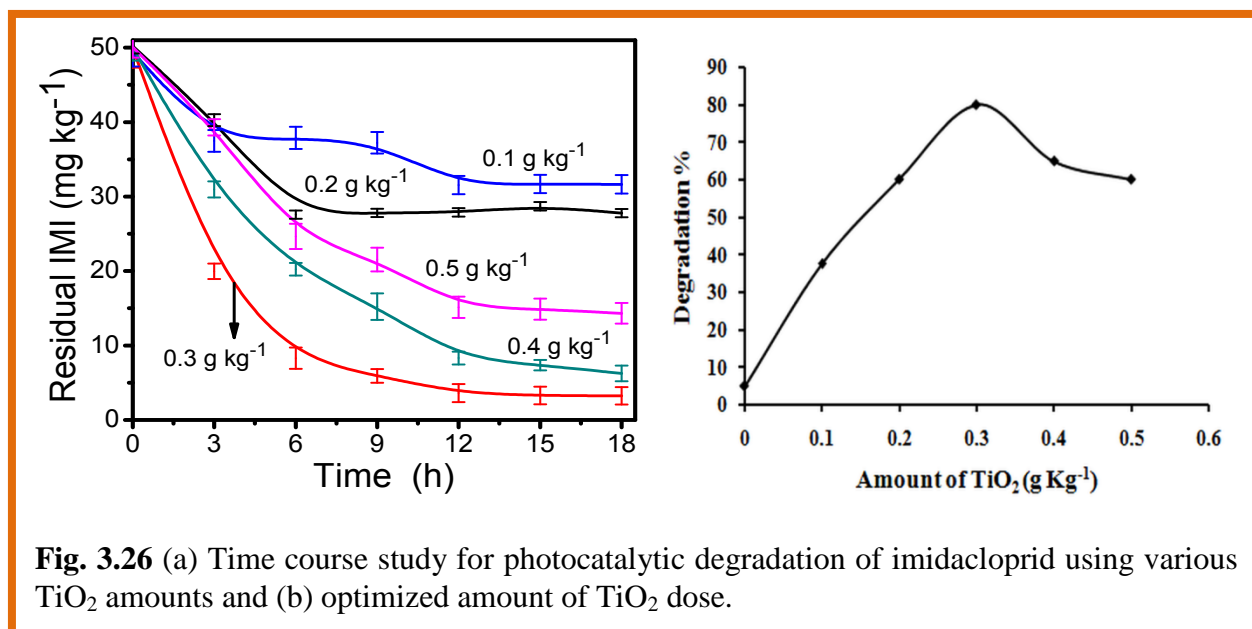 50
40
30
20
10
0
Residual IMI (mg kg⁻¹)
0.1 g kg⁻¹
0.2 g kg⁻¹
0.5 g kg⁻¹
0.4 g kg⁻¹
0.3 g kg⁻¹
0 3 6 9 12 15 18
Time (h)
90
80
70
60
50
40
30
20
10
0
Degradation %
0 0.1 0.2 0.3 0.4 0.5 0.6
Amount of TiO₂ (g Kg⁻¹)
Fig. 3.26 (a) Time course study for photocatalytic degradation of imidacloprid using various
TiO₂ amounts and (b) optimized amount of TiO₂ dose.